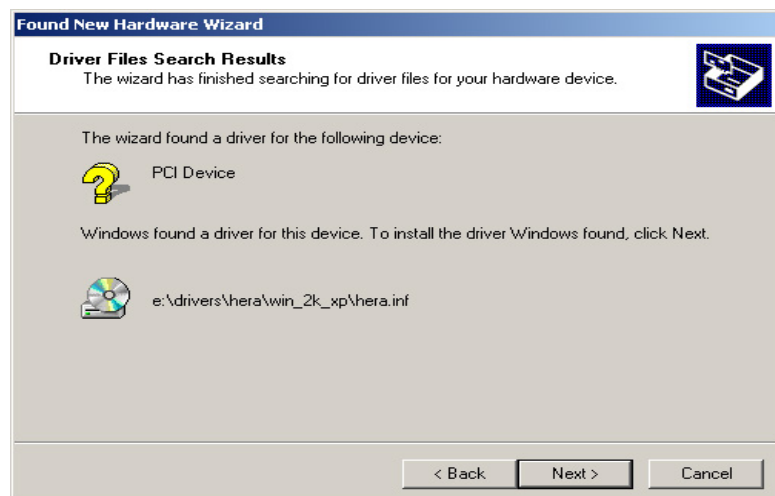 Found New Hardware Wizard
Driver Files Search Results
The wizard has finished searching for driver files for your hardware device.
The wizard found a driver for the following device:
PCI Device
Windows found a driver for this device. To install the driver Windows found, click Next.
e:\drivers\hera\win_2k_xp\hera.inf
< Back Next > Cancel